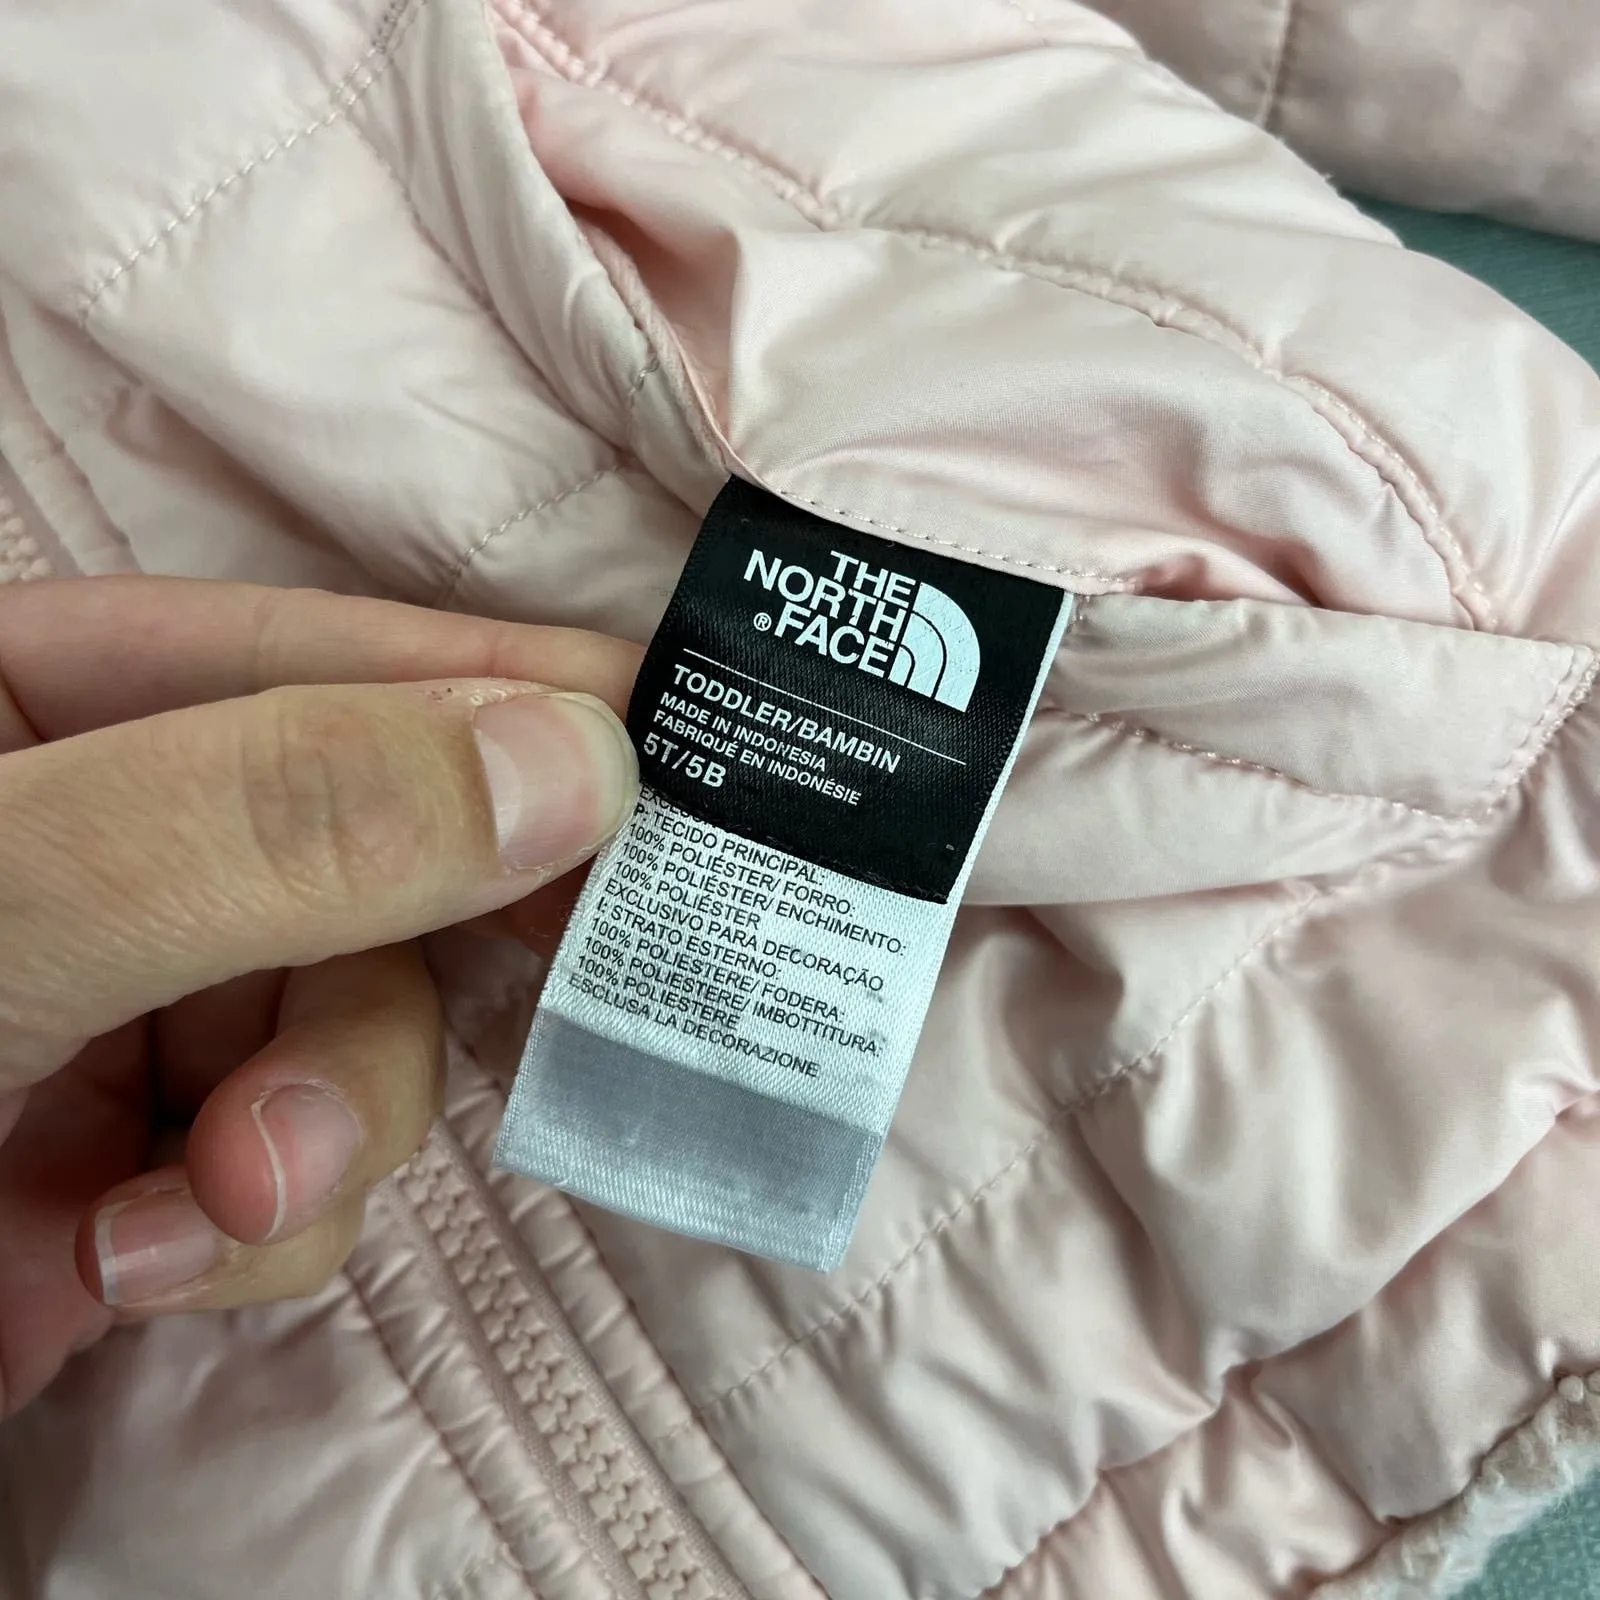 THE
NORTH
® FACE
TODDLER/BAMBIN
MADE IN INDONESIA
FABRIQUÉ EN INDONÉSIE
5T/5B
P: TECIDO PRINCIPAL:
100% POLIÉSTER/ FORRO:
100% POLIÉSTER/ ENCHIMENTO:
100% POLIÉSTER
EXCLUSIVO PARA DECORAÇÃO
I: STRATO ESTERNO:
100% POLIESTERE/ FODERA:
100% POLIESTERE/ IMBOTTITURA:
100% POLIESTERE
ESCLUSA LA DECORAZIONE